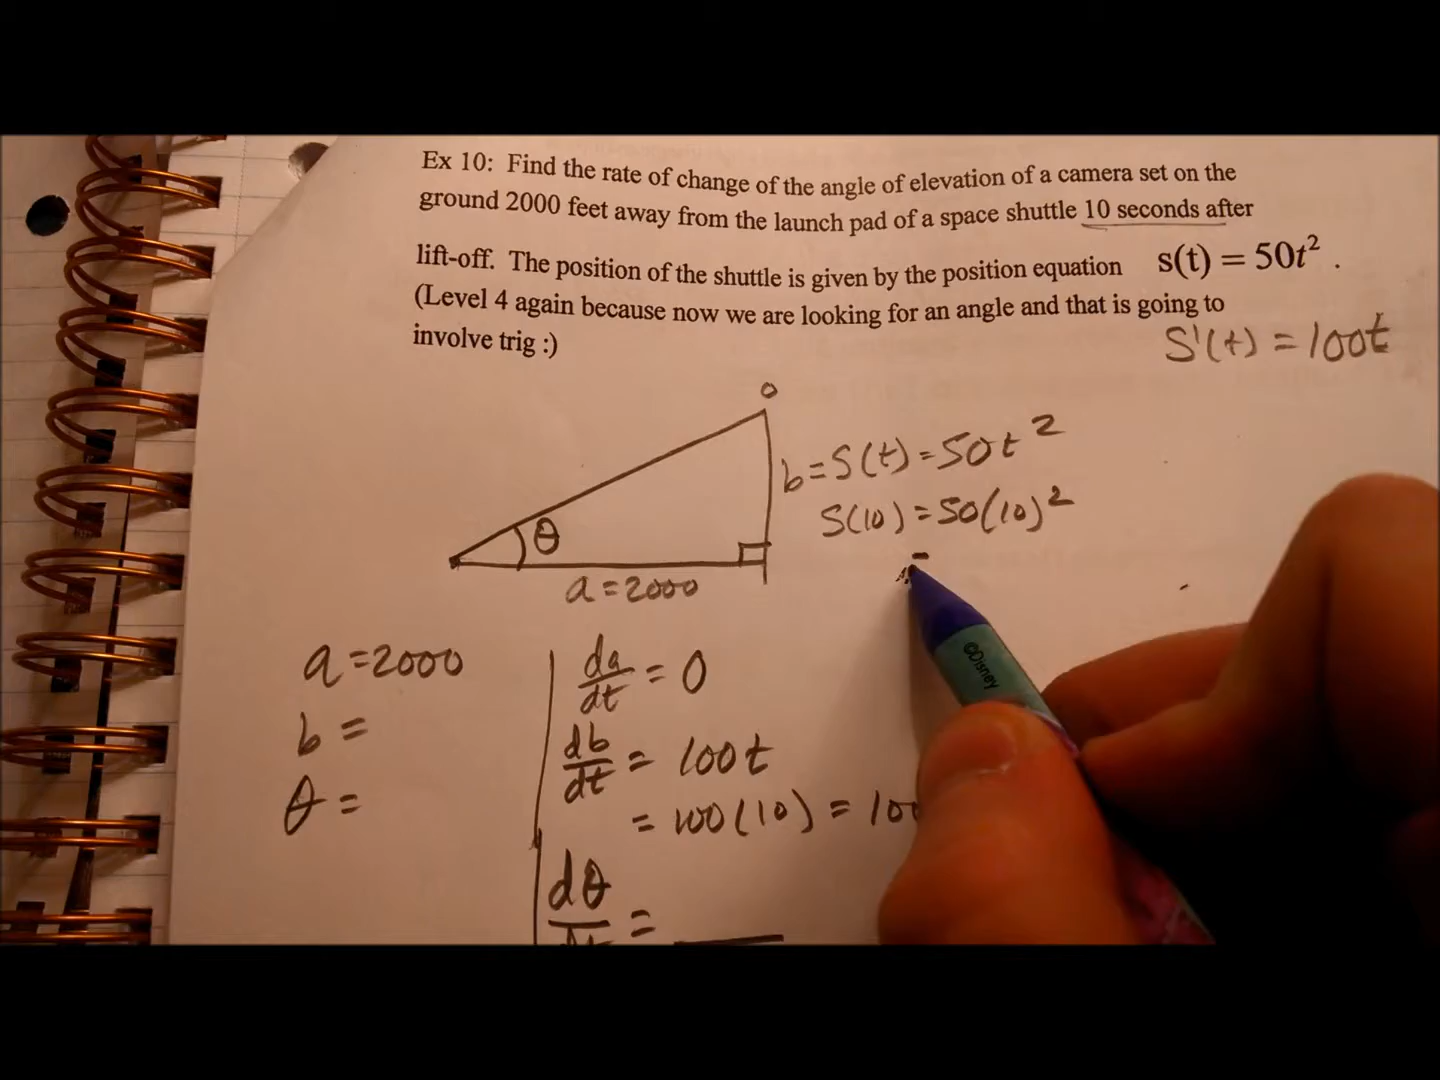 Ex 10: Find the rate of change of the angle of elevation of a camera set on the
ground 2000 feet away from the launch pad of a space shuttle 10 seconds after
lift-off. The position of the shuttle is given by the position equation s(t) = 50t² .
(Level 4 again because now we are looking for an angle and that is going to
involve trig :)
S'(t) = 100t
b = S(t) = 50t²
S(10) = 50(10)²
=
θ
a = 2000
©Disney
a = 2000
b =
θ =
da/dt = 0
db/dt = 100t
= 100(10) = 100
dθ/dt =